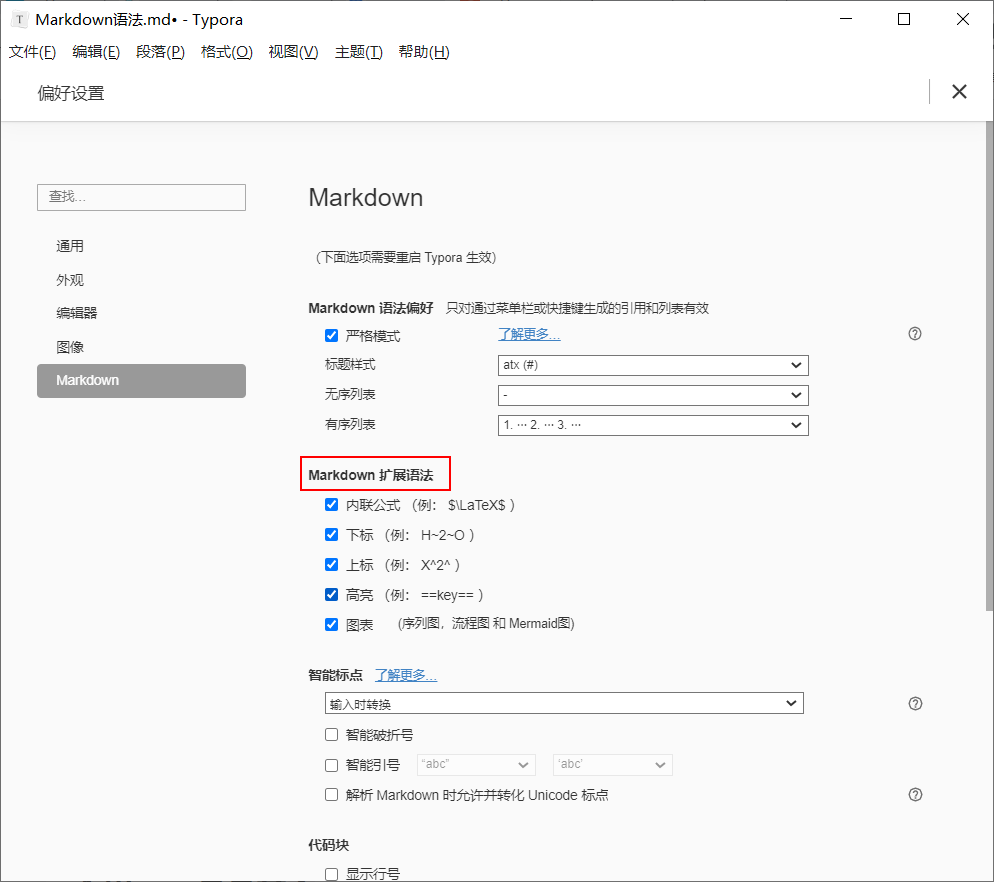 T Markdown语法.md• - Typora
文件(F) 编辑(E) 段落(P) 格式(O) 视图(V) 主题(T) 帮助(H)
偏好设置
查找...
通用
外观
编辑器
图像
Markdown
Markdown
（下面选项需要重启 Typora 生效)
Markdown 语法偏好 只对通过菜单栏或快捷键生成的引用和列表有效
严格模式 了解更多...
标题样式 atx (#)
无序列表 -
有序列表 1. ··· 2. ··· 3. ···
Markdown 扩展语法
内联公式 （例： $\LaTeX$ ）
下标 （例： H~2~O ）
上标 （例： X^2^ ）
高亮 （例： ==key== ）
图表 (序列图，流程图 和 Mermaid图)
智能标点 了解更多...
输入时转换
智能破折号
智能引号 “abc” ‘abc’
解析 Markdown 时允许并转化 Unicode 标点
代码块
显示行号